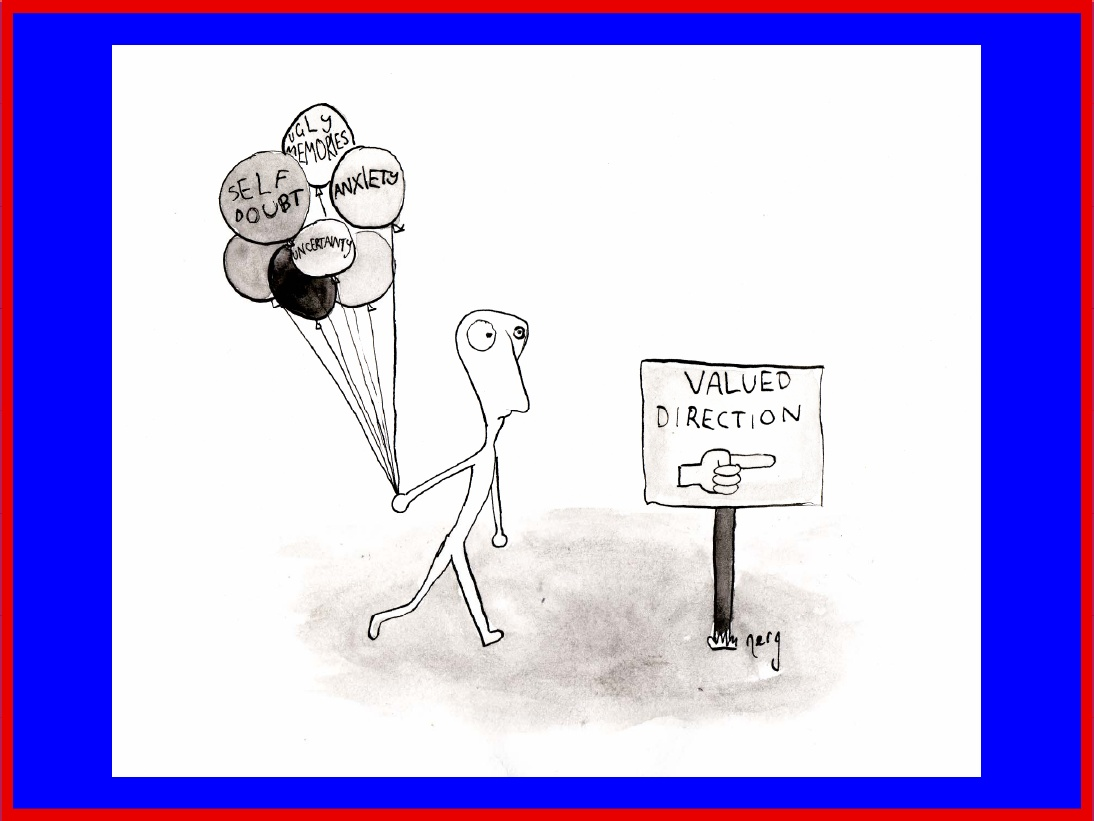 UGLY
MEMORIES
SELF
DOUBT
ANXIETY
UNCERTAINTY
VALUED
DIRECTION
nerg